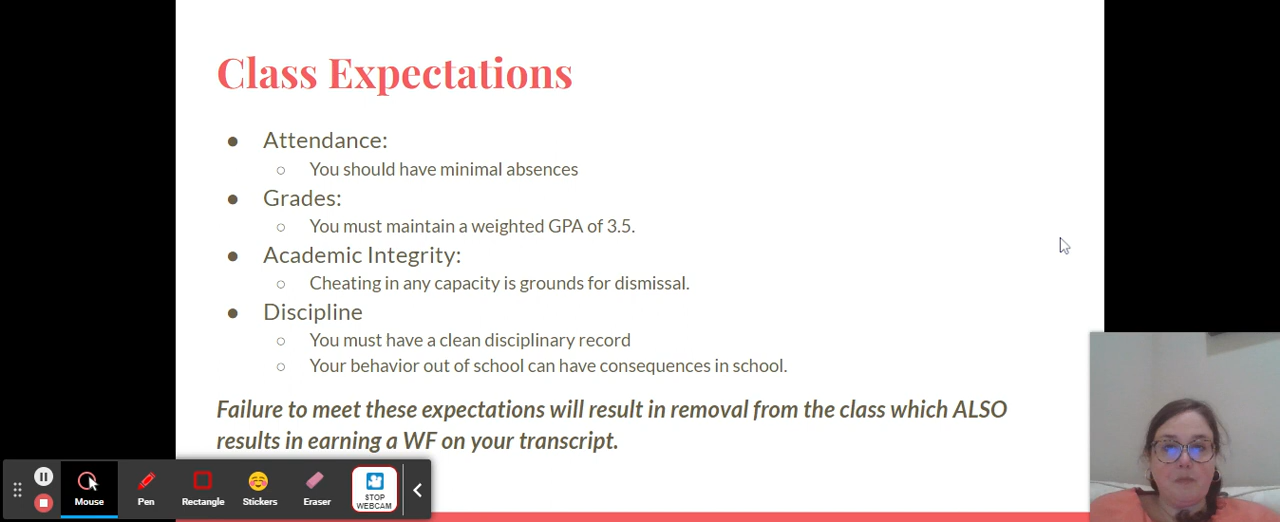 Class Expectations
● Attendance:
○ You should have minimal absences
● Grades:
○ You must maintain a weighted GPA of 3.5.
● Academic Integrity:
○ Cheating in any capacity is grounds for dismissal.
● Discipline
○ You must have a clean disciplinary record
○ Your behavior out of school can have consequences in school.
Failure to meet these expectations will result in removal from the class which ALSO
results in earning a WF on your transcript.
Mouse
Pen
Rectangle
Stickers
Eraser
STOP
WEBCAM